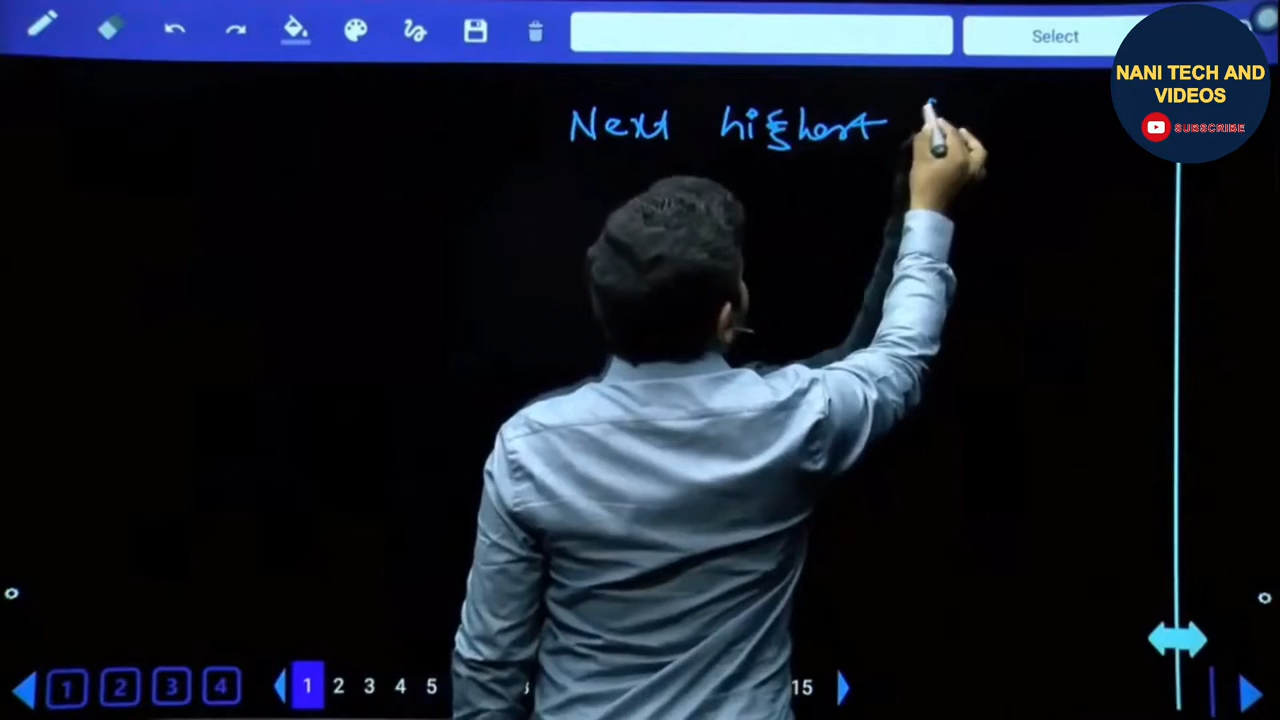 Select
NANI TECH AND
VIDEOS
SUBSCRIBE
Next highest
1 2 3 4 1 2 3 4 5 15